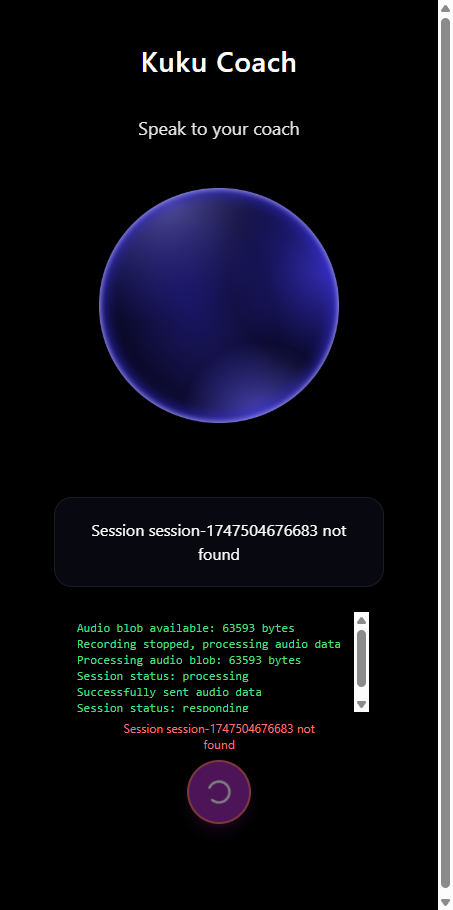 Kuku Coach
Speak to your coach
Session session-1747504676683 not
found
Audio blob available: 63593 bytes
Recording stopped, processing audio data
Processing audio blob: 63593 bytes
Session status: processing
Successfully sent audio data
Session status: responding
Session session-1747504676683 not
found